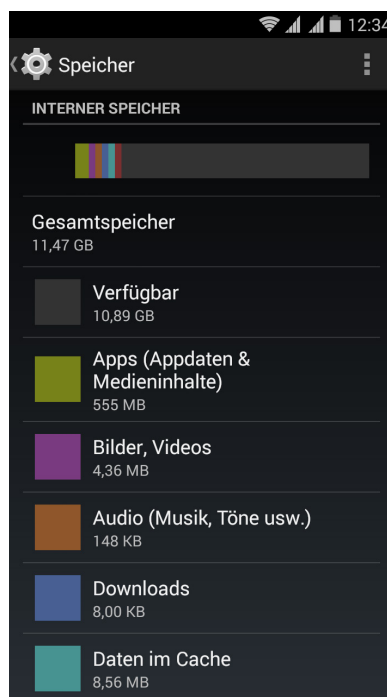 12:34
Speicher
INTERNER SPEICHER
Gesamtspeicher
11,47 GB
Verfügbar
10,89 GB
Apps (Appdaten &
Medieninhalte)
555 MB
Bilder, Videos
4,36 MB
Audio (Musik, Töne usw.)
148 KB
Downloads
8,00 KB
Daten im Cache
8,56 MB